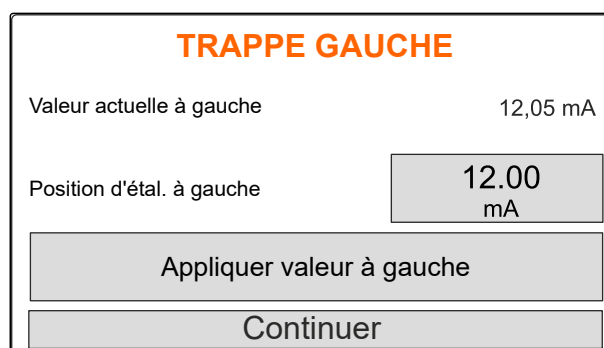 TRAPPE GAUCHE
Valeur actuelle à gauche 12,05 mA
Position d'étal. à gauche 12.00
mA
Appliquer valeur à gauche
Continuer